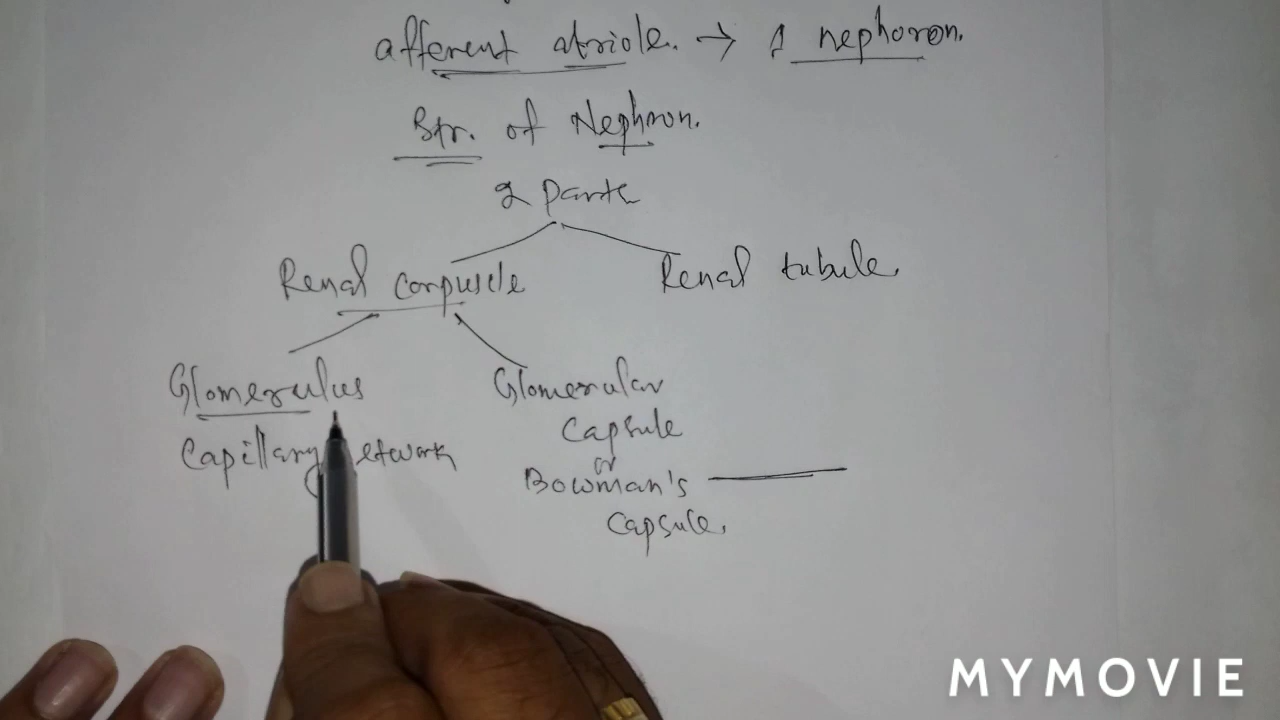 afferent atriole. → 1 nephoron.
Str. of Nephron.
2 parts
Renal corpuscle
Renal tubule.
Glomerulus
Capillary etwork
Glomerular
Capsule
or
Bowman's
Capsule.
MYMOVIE